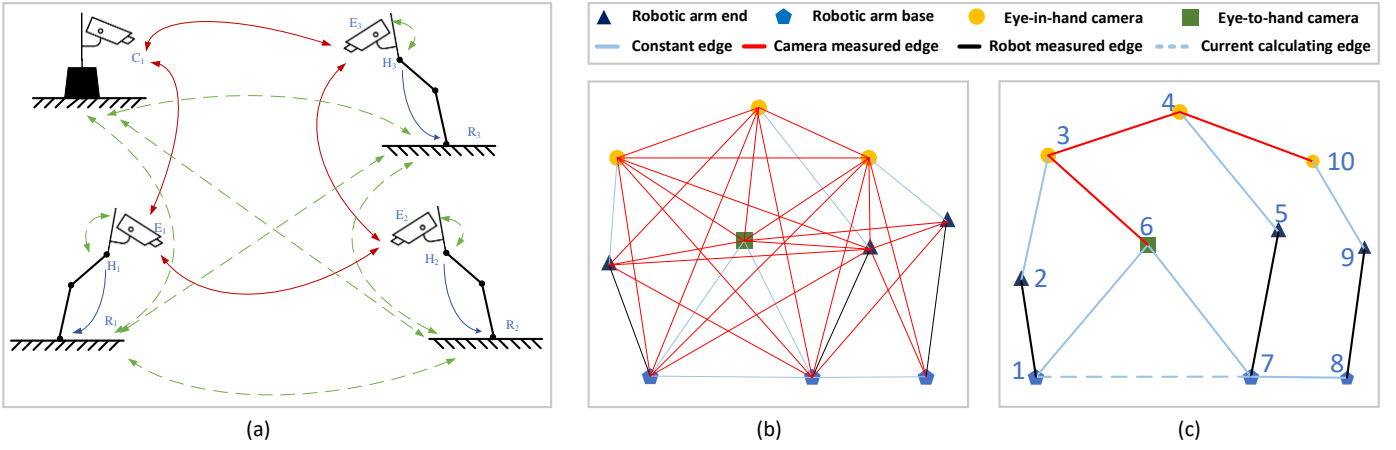 E₃
C₁
H₃
R₃
E₁
E₂
H₁
H₂
R₁
R₂
(a)
Robotic arm end
Robotic arm base
Eye-in-hand camera
Eye-to-hand camera
Constant edge
Camera measured edge
Robot measured edge
Current calculating edge
(b)
4
3
10
5
6
9
2
1
7
8
(c)